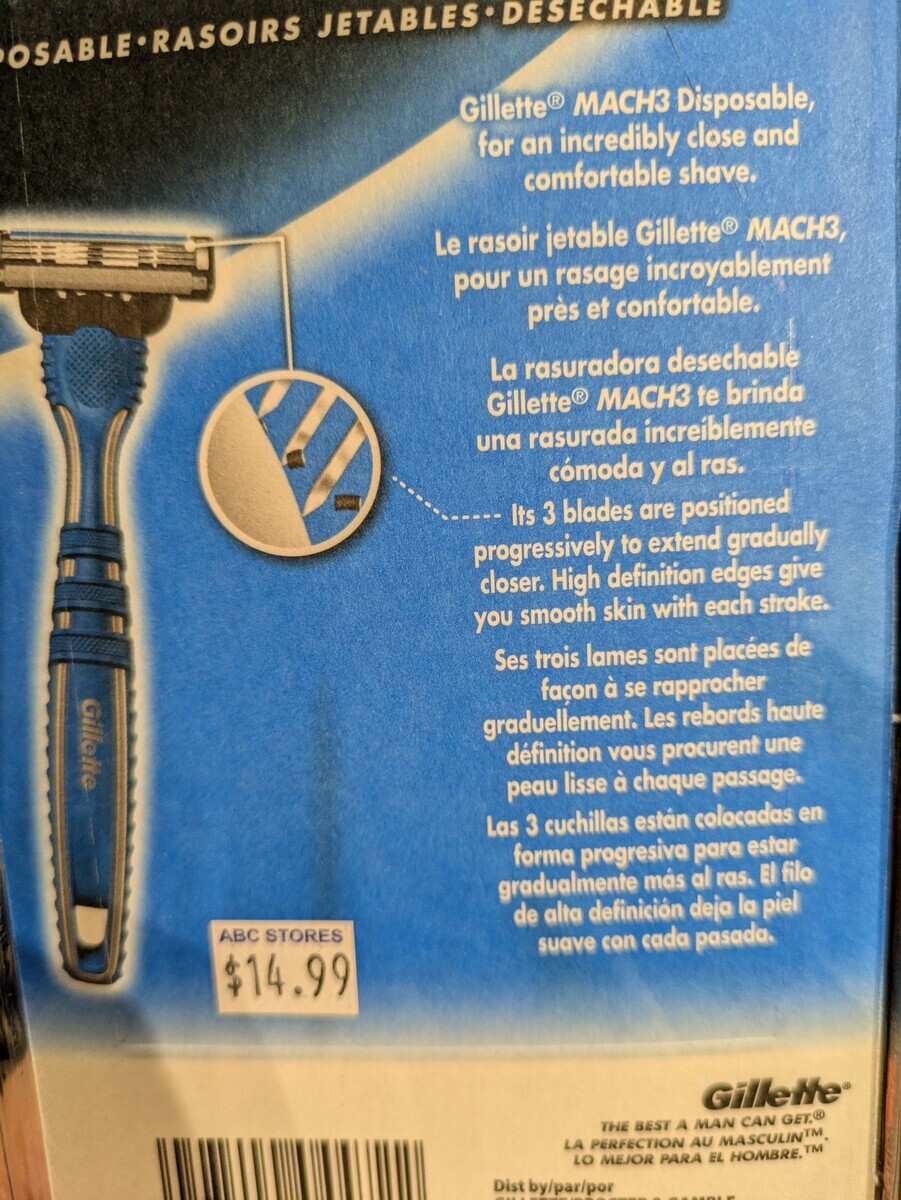 POSABLE•RASOIRS JETABLES•DESECHABLE
Gillette® MACH3 Disposable,
for an incredibly close and
comfortable shave.
Le rasoir jetable Gillette® MACH3,
pour un rasage incroyablement
près et confortable.
La rasuradora desechable
Gillette® MACH3 te brinda
una rasurada increíblemente
cómoda y al ras.
Its 3 blades are positioned
progressively to extend gradually
closer. High definition edges give
you smooth skin with each stroke.
Ses trois lames sont placées de
façon à se rapprocher
graduellement. Les rebords haute
définition vous procurent une
peau lisse à chaque passage.
Las 3 cuchillas están colocadas en
forma progresiva para estar
gradualmente más al ras. El filo
de alta definición deja la piel
suave con cada pasada.
Gillette
ABC STORES
$14.99
Gillette®
THE BEST A MAN CAN GET.®
LA PERFECTION AU MASCULIN™.
LO MEJOR PARA EL HOMBRE.™
Dist by/par/por